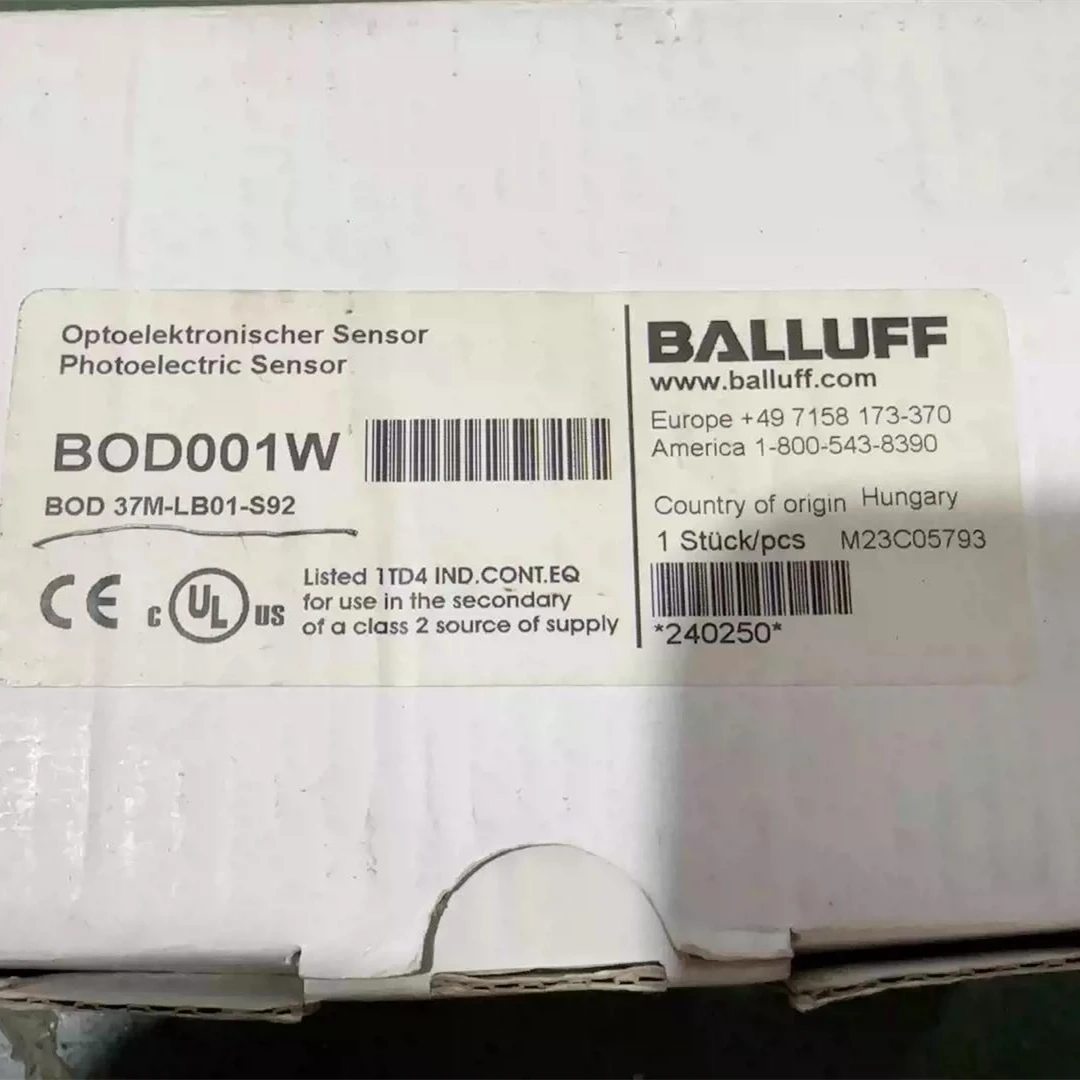 Optoelektronischer Sensor
Photoelectric Sensor
BOD001W
BOD 37M-LB01-S92
CE
c UL US
Listed 1TD4 IND.CONT.EQ
for use in the secondary
of a class 2 source of supply
BALLUFF
www.balluff.com
Europe +49 7158 173-370
America 1-800-543-8390
Country of origin Hungary
1 Stück/pcs M23C05793
*240250*